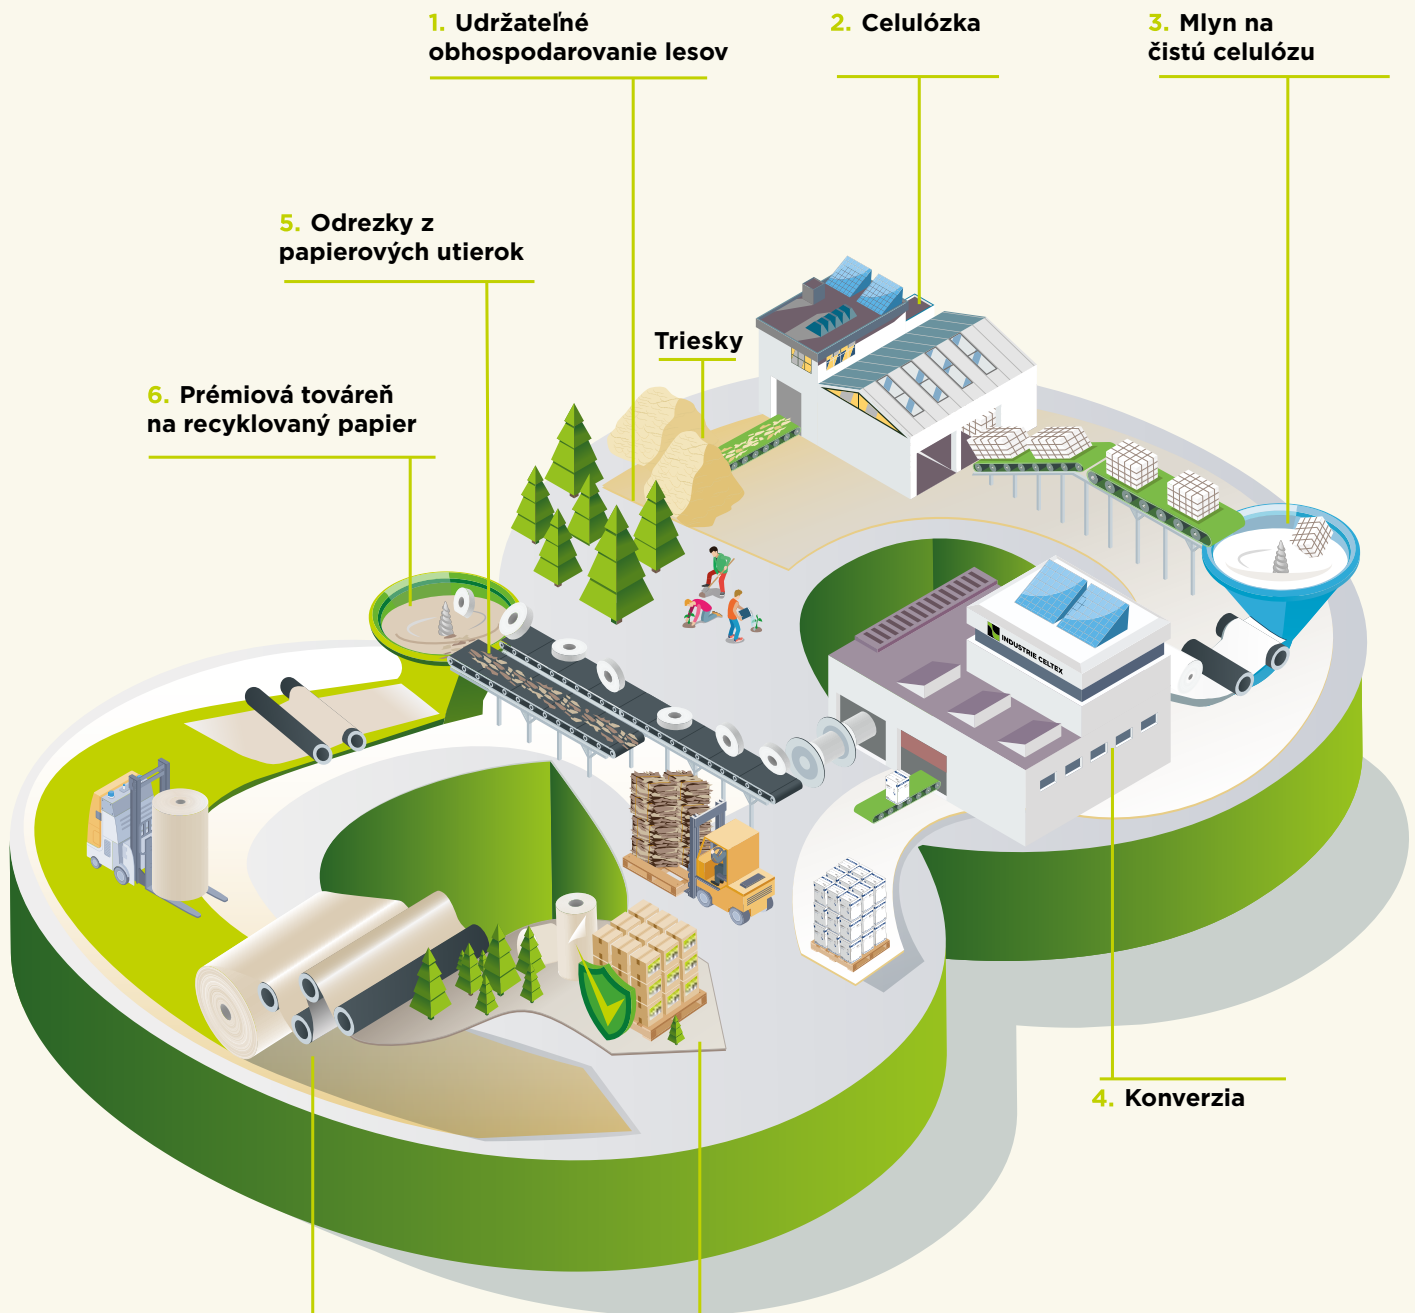 1. Udržateľné
obhospodarovanie lesov
2. Celulózka
3. Mlyn na
čistú celulózu
5. Odrezky z
papierových utierok
Triesky
6. Prémiová továreň
na recyklovaný papier
INDUSTRIE CELTEX
4. Konverzia